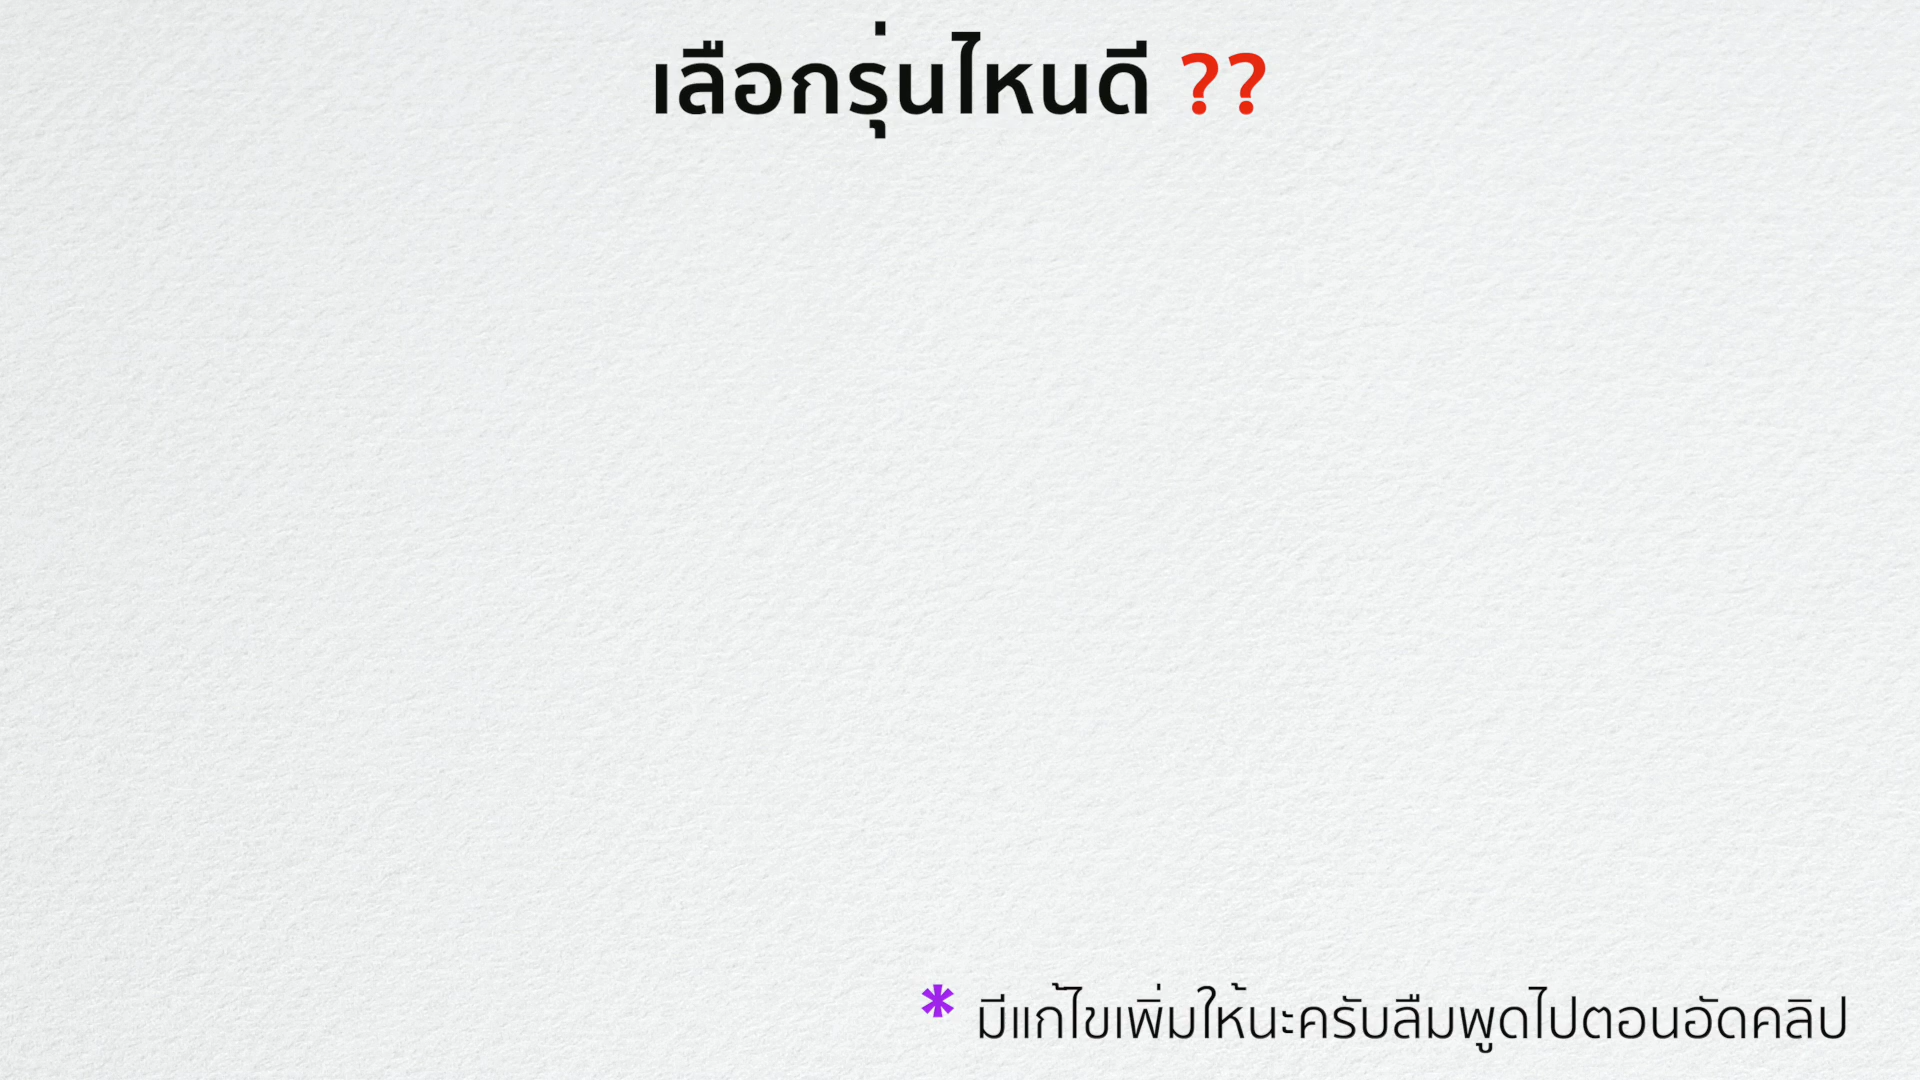 เลือกรุ่นไหนดี ??
* มีแก้ไขเพิ่มให้นะครับลืมพูดไปตอนอัดคลิป